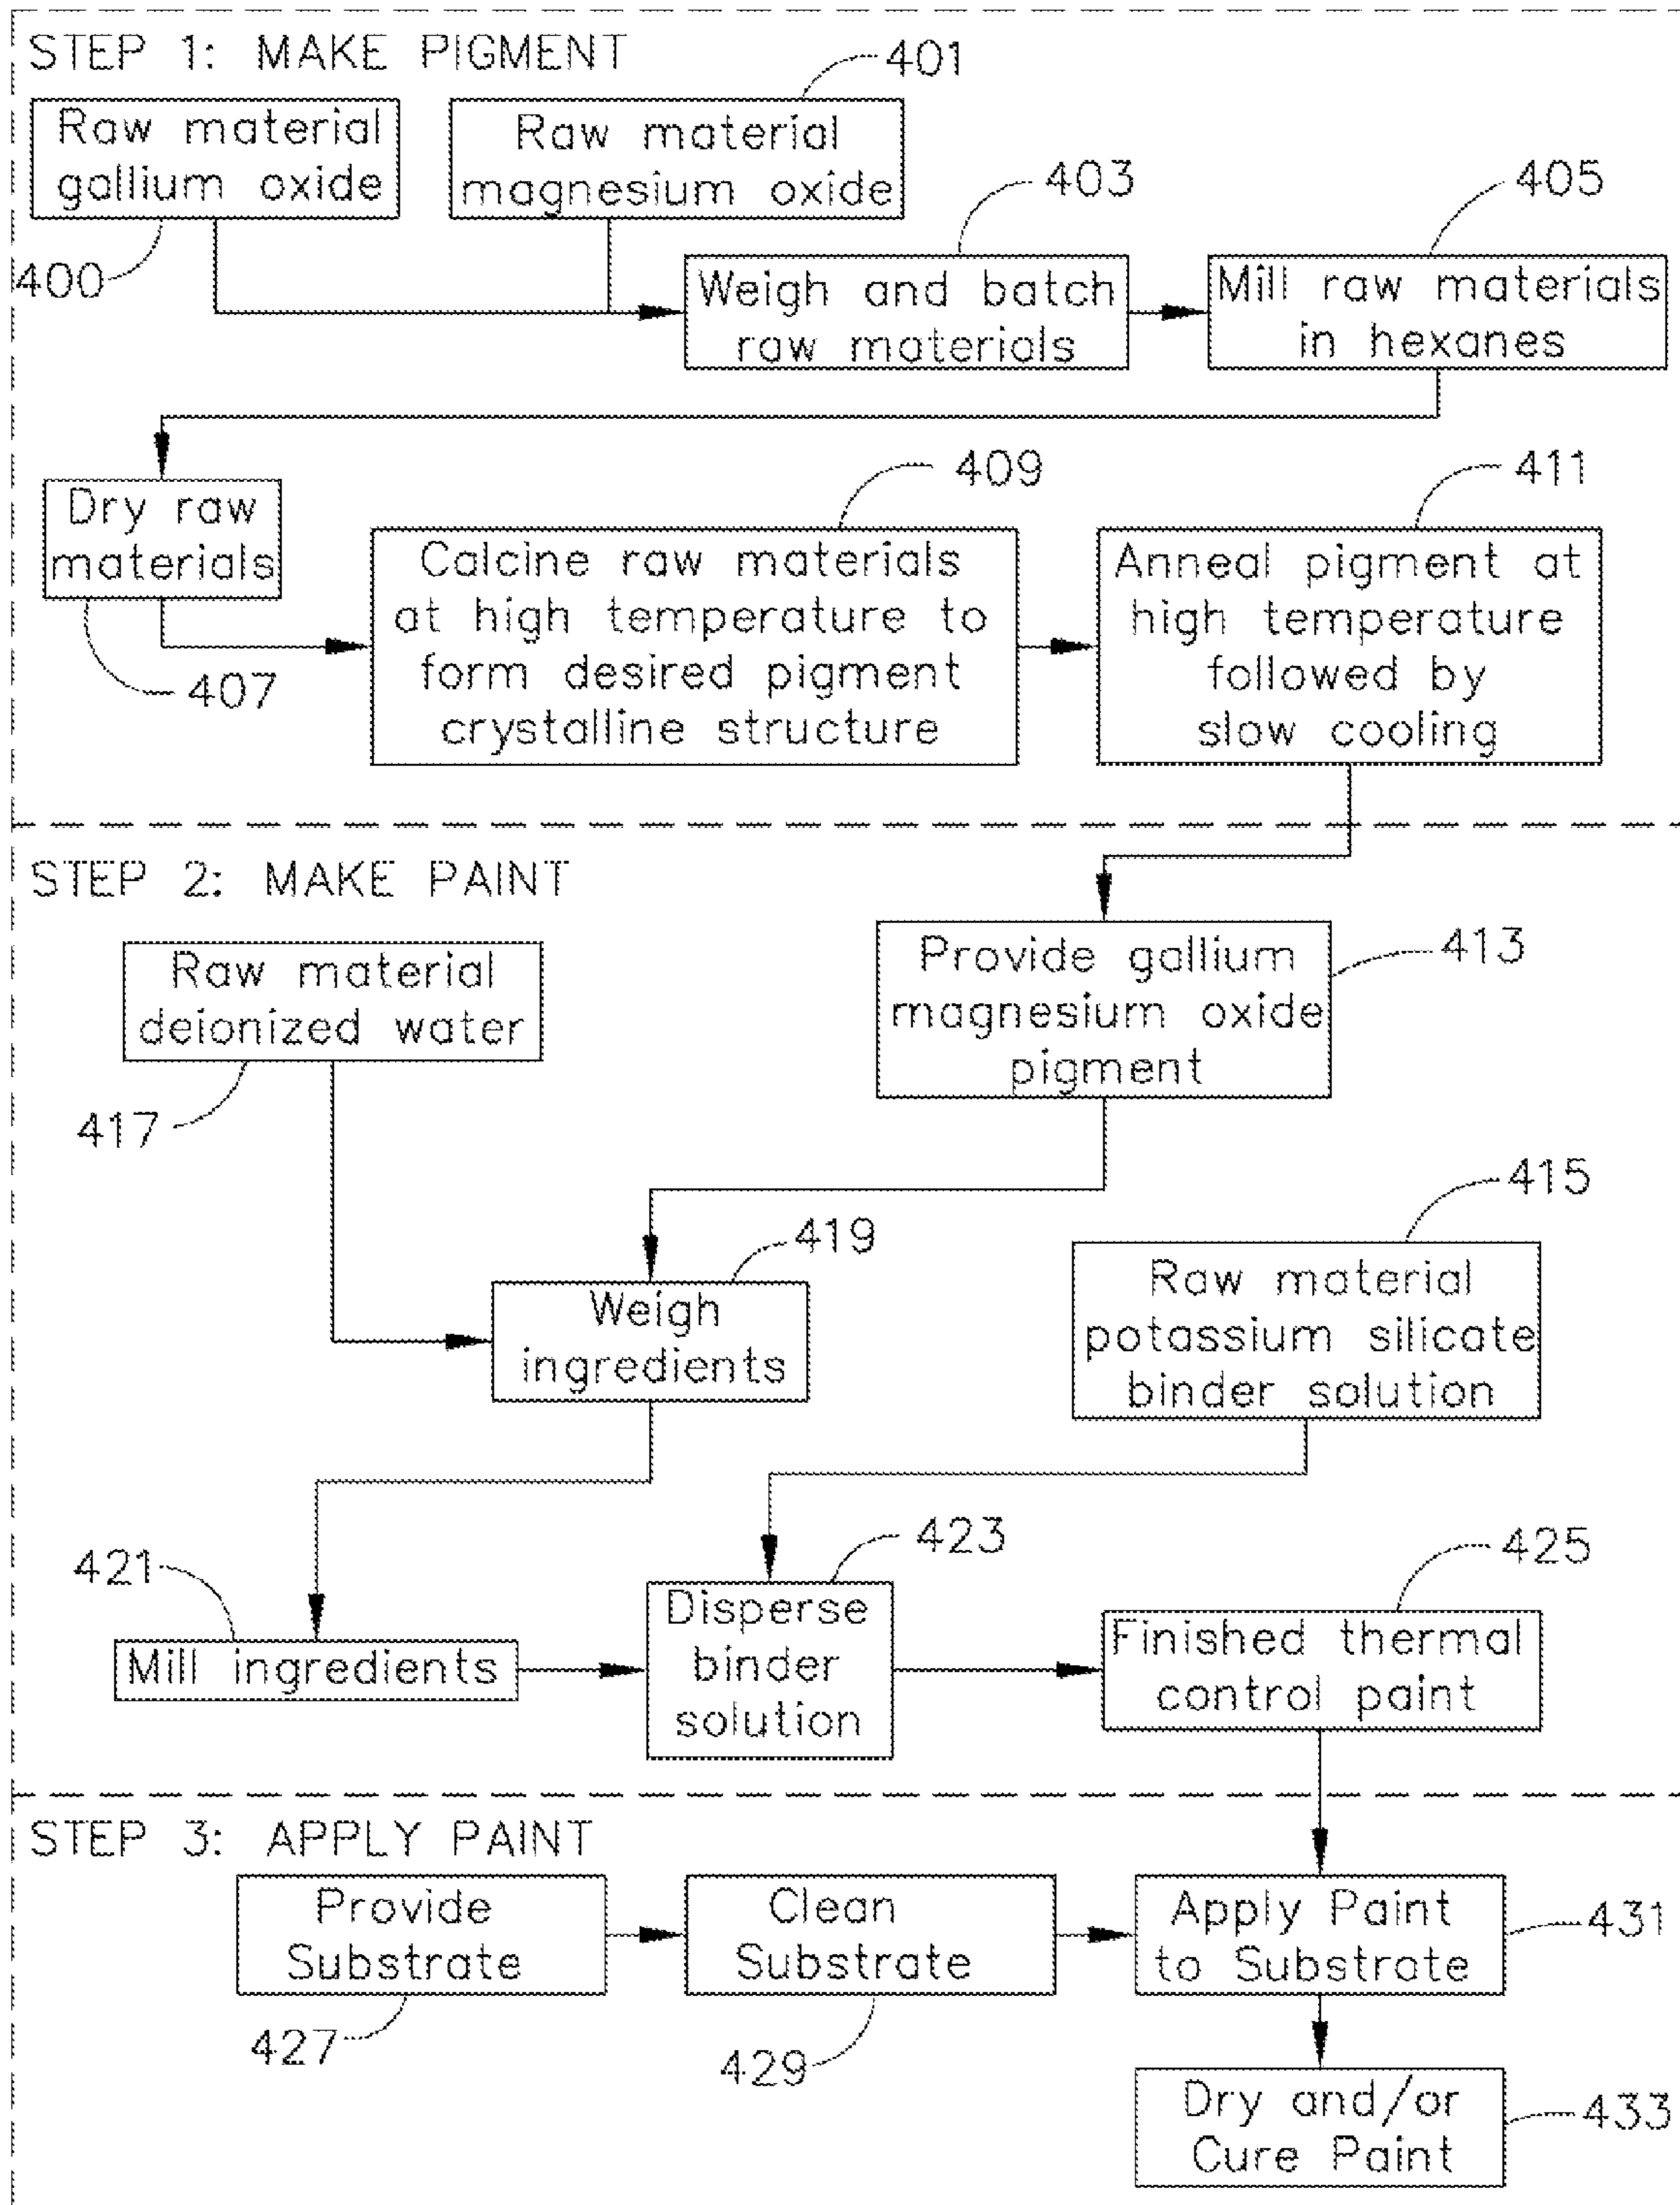 STEP 1: MAKE PIGMENT
401
Raw material
gallium oxide
400
Raw material
magnesium oxide
403
Weigh and batch
raw materials
405
Mill raw materials
in hexanes
Dry raw
materials
407
409
Calcine raw materials
at high temperature to
form desired pigment
crystalline structure
411
Anneal pigment at
high temperature
followed by
slow cooling
STEP 2: MAKE PAINT
Raw material
deionized water
417
Provide gallium
magnesium oxide
pigment
413
415
Raw material
potassium silicate
binder solution
419
Weigh
ingredients
421
Mill ingredients
423
Disperse
binder
solution
425
Finished thermal
control paint
STEP 3: APPLY PAINT
Provide
Substrate
427
Clean
Substrate
429
Apply Paint
to Substrate
431
Dry and/or
Cure Paint
433